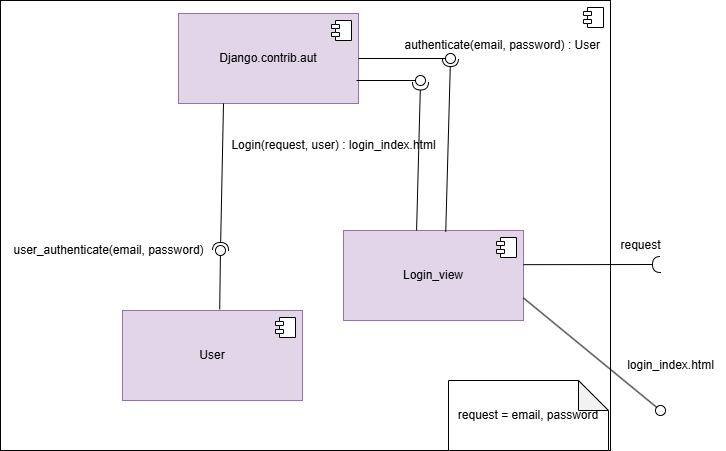 authenticate(email, password) : User
Django.contrib.aut
Login(request, user) : login_index.html
user_authenticate(email, password)
request
Login_view
User
login_index.html
request = email, password